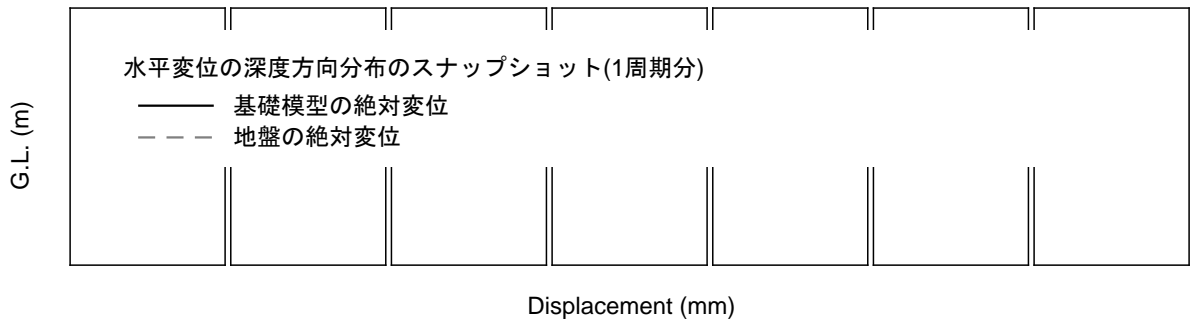 水平変位の深度方向分布のスナップショット(1周期分)
基礎模型の絶対変位
地盤の絶対変位
G.L. (m)
Displacement (mm)